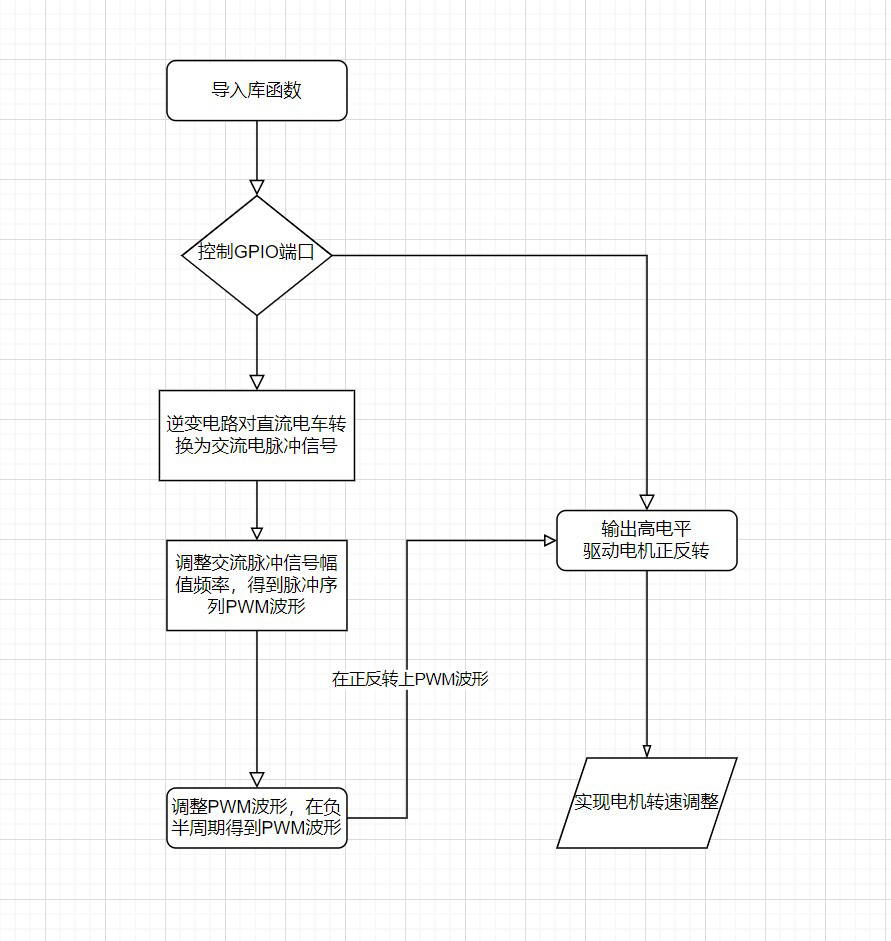 导入库函数
控制GPIO端口
逆变电路对直流电车转
换为交流电脉冲信号
调整交流脉冲信号幅
值频率，得到脉冲序
列PWM波形
调整PWM波形，在负
半周期得到PWM波形
在正反转上PWM波形
输出高电平
驱动电机正反转
实现电机转速调整